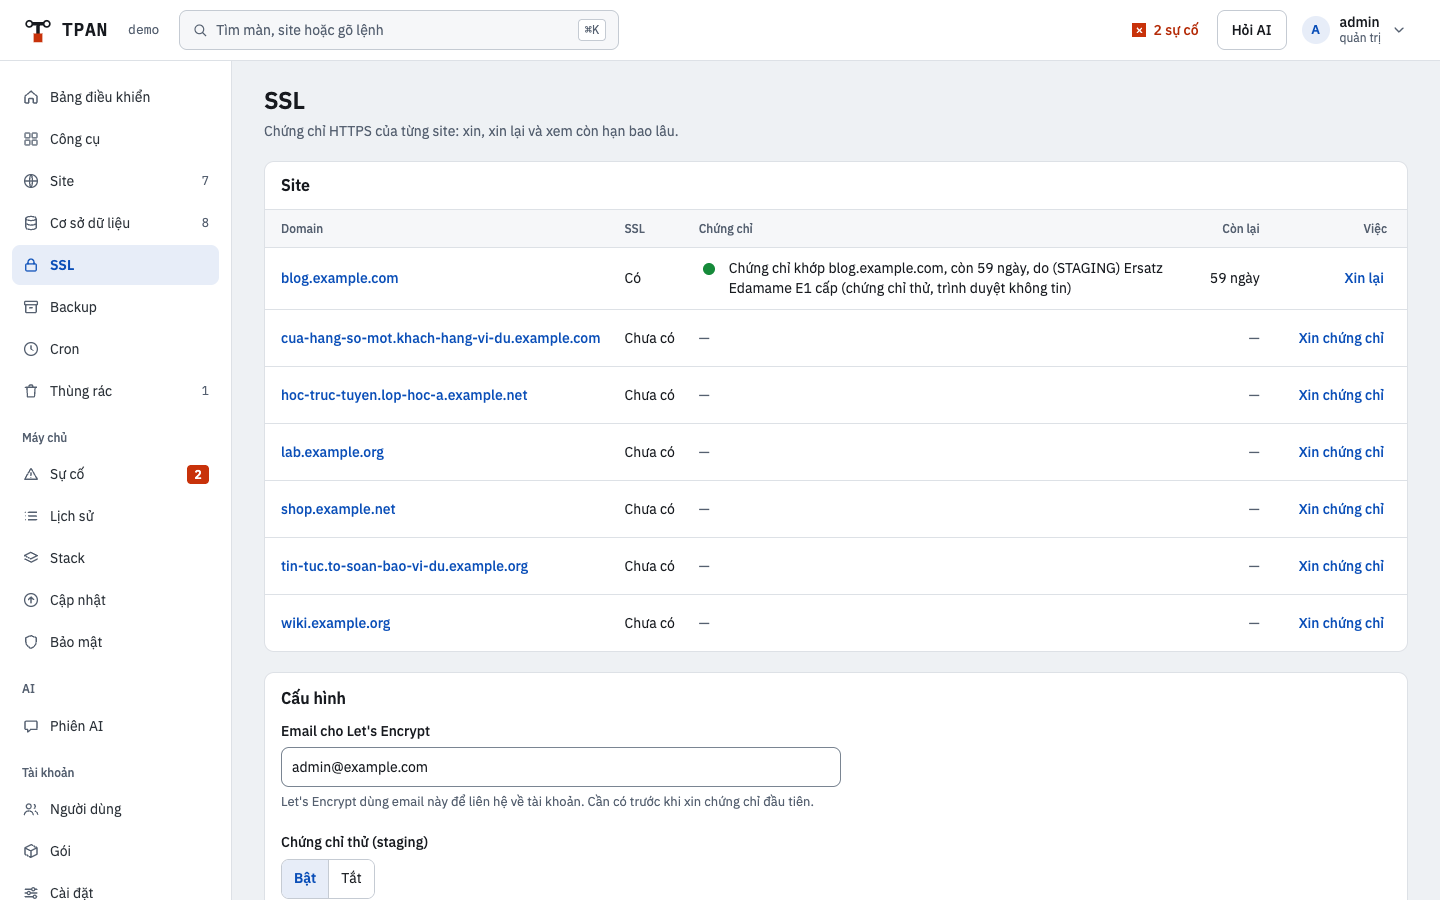 TPAN demo
Tìm màn, site hoặc gõ lệnh ⌘K
2 sự cố
Hỏi AI
A
admin
quản trị
Bảng điều khiển
Công cụ
Site 7
Cơ sở dữ liệu 8
SSL
Backup
Cron
Thùng rác 1
Máy chủ
Sự cố 2
Lịch sử
Stack
Cập nhật
Bảo mật
AI
Phiên AI
Tài khoản
Người dùng
Gói
Cài đặt
SSL
Chứng chỉ HTTPS của từng site: xin, xin lại và xem còn hạn bao lâu.
Site
Domain SSL Chứng chỉ Còn lại Việc
blog.example.com Có Chứng chỉ khớp blog.example.com, còn 59 ngày, do (STAGING) Ersatz 59 ngày Xin lại
Edamame E1 cấp (chứng chỉ thử, trình duyệt không tin)
cua-hang-so-mot.khach-hang-vi-du.example.com Chưa có — — Xin chứng chỉ
hoc-truc-tuyen.lop-hoc-a.example.net Chưa có — — Xin chứng chỉ
lab.example.org Chưa có — — Xin chứng chỉ
shop.example.net Chưa có — — Xin chứng chỉ
tin-tuc.to-soan-bao-vi-du.example.org Chưa có — — Xin chứng chỉ
wiki.example.org Chưa có — — Xin chứng chỉ
Cấu hình
Email cho Let's Encrypt
admin@example.com
Let's Encrypt dùng email này để liên hệ về tài khoản. Cần có trước khi xin chứng chỉ đầu tiên.
Chứng chỉ thử (staging)
Bật Tắt